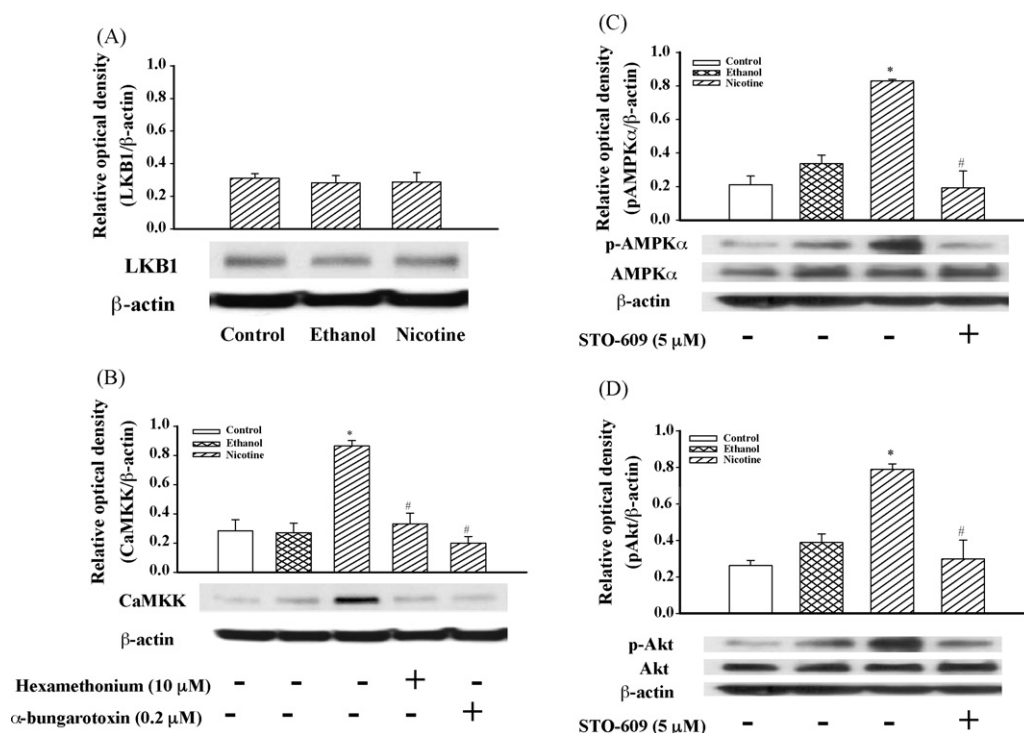 (A)
Relative optical density
(LKB1/β-actin)
1.0
0.8
0.6
0.4
0.2
0.0
LKB1
β-actin
Control Ethanol Nicotine
(B)
Relative optical density
(CaMKK/β-actin)
1.0
0.8
0.6
0.4
0.2
0.0
Control
Ethanol
Nicotine
*
#
#
CaMKK
β-actin
Hexamethonium (10 μM) - - - + -
α-bungarotoxin (0.2 μM) - - - - +
(C)
Relative optical density
(pAMPKα/β-actin)
1.0
0.8
0.6
0.4
0.2
0.0
Control
Ethanol
Nicotine
*
#
p-AMPKα
AMPKα
β-actin
STO-609 (5 μM) - - - +
(D)
Relative optical density
(pAkt/β-actin)
1.0
0.8
0.6
0.4
0.2
0.0
Control
Ethanol
Nicotine
*
#
p-Akt
Akt
β-actin
STO-609 (5 μM) - - - +